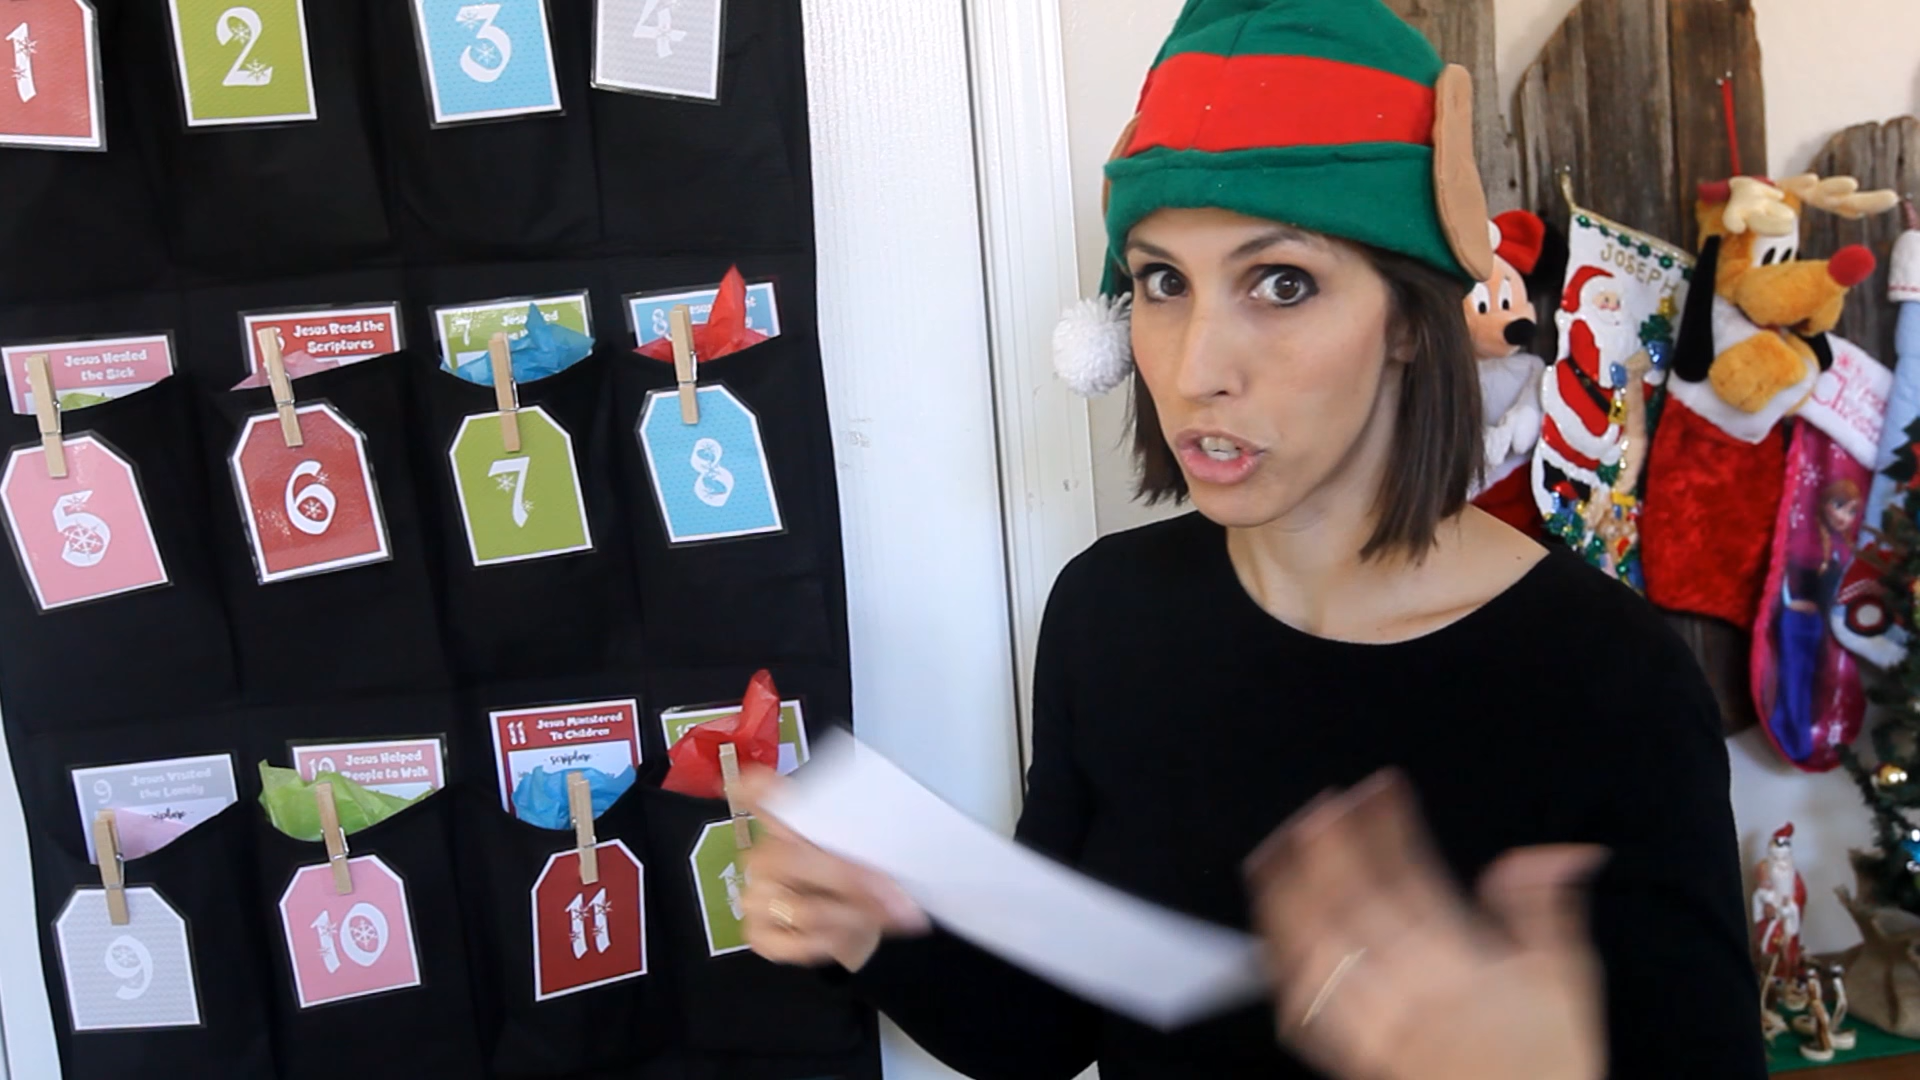 1
2
3
4
Jesus Healed
the Sick
Jesus Read the
Scriptures
7
8
5
6
7
8
9
Jesus Visited
the Lonely
10
Jesus Helped
People to Walk
11
Jesus Ministered
To Children
scripture
9
10
11
JOSEPH